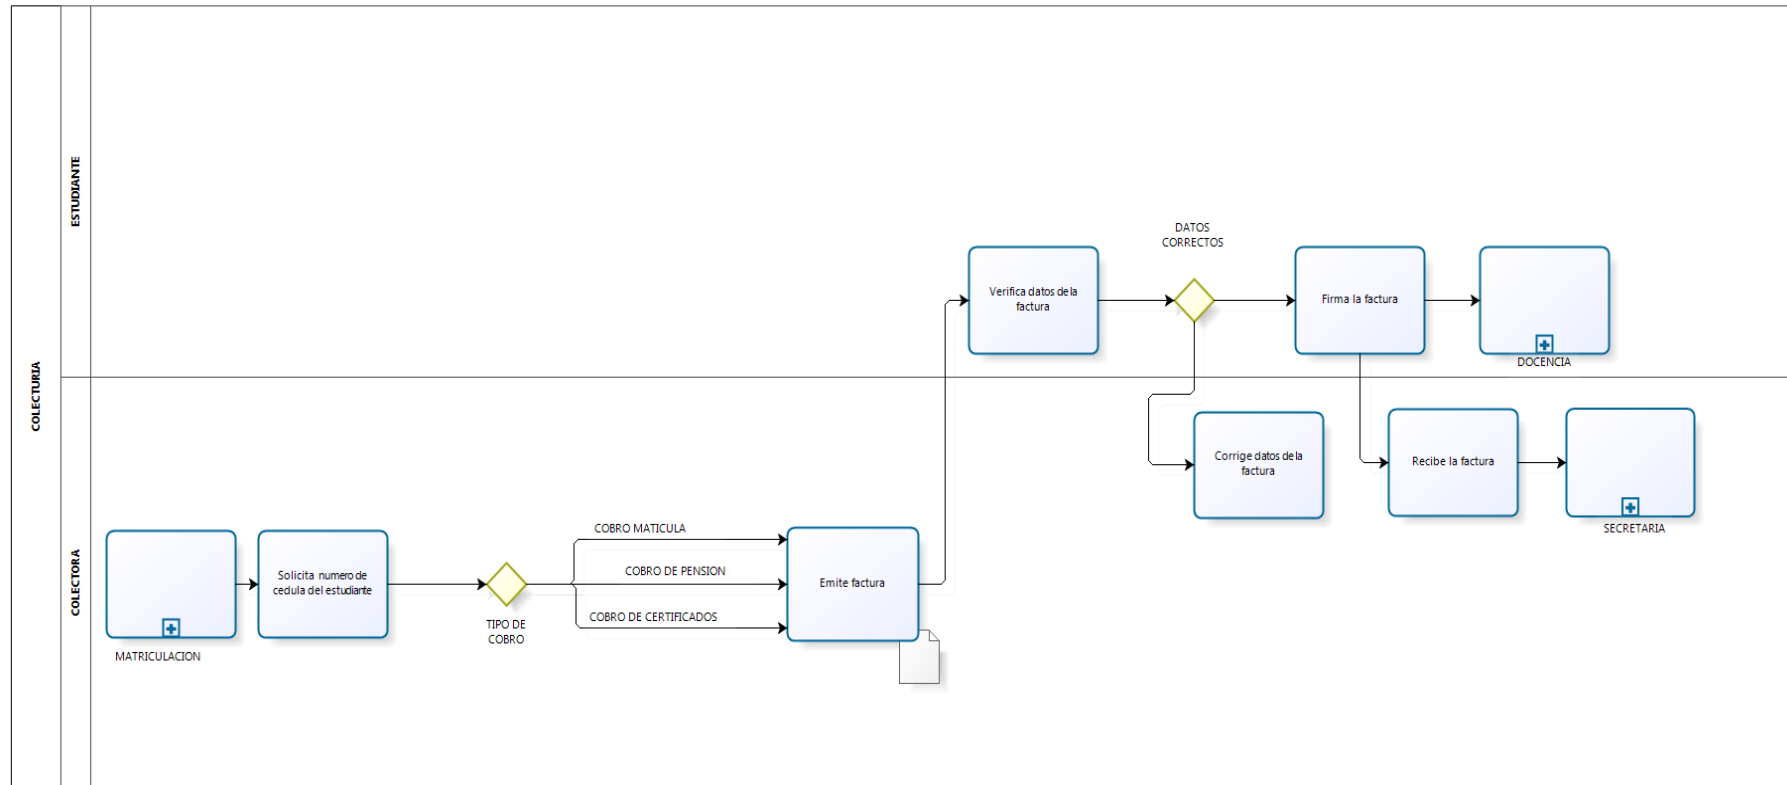 COLECTURIA
ESTUDIANTE
DATOS
CORRECTOS
Verifica datos de la
factura
Firma la factura
DOCENCIA
COLECTORA
Corrige datos de la
factura
Recibe la factura
SECRETARIA
MATRICULACION
Solicita numero de
cedula del estudiante
TIPO DE
COBRO
COBRO MATICULA
COBRO DE PENSION
COBRO DE CERTIFICADOS
Emite factura